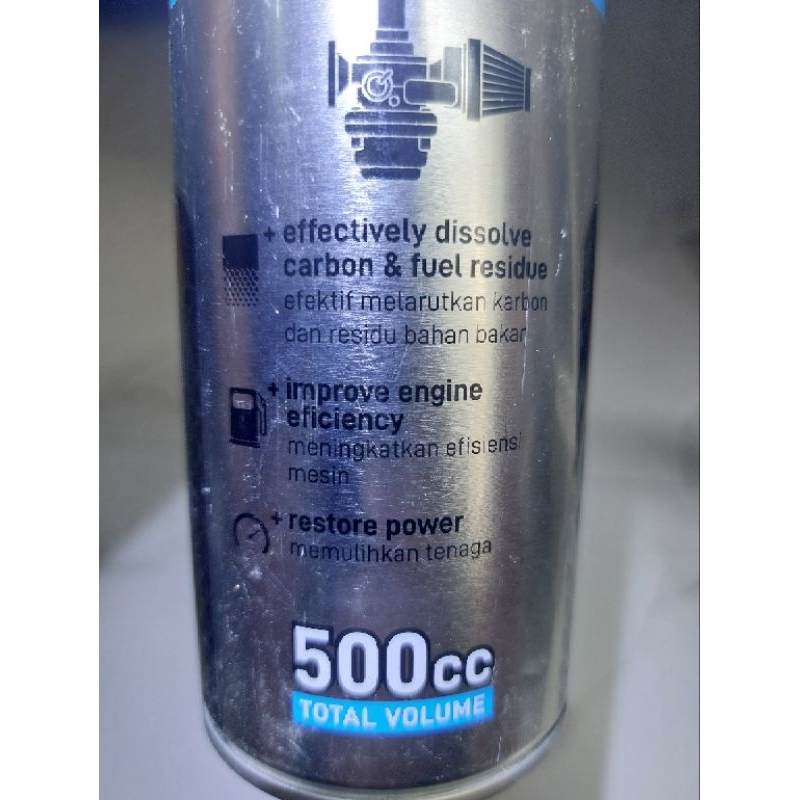 + effectively dissolve
carbon & fuel residue
efektif melarutkan karbon
dan residu bahan bakar
+ improve engine
eficiency
meningkatkan efisiensi
mesin
+ restore power
memulihkan tenaga
500cc
TOTAL VOLUME